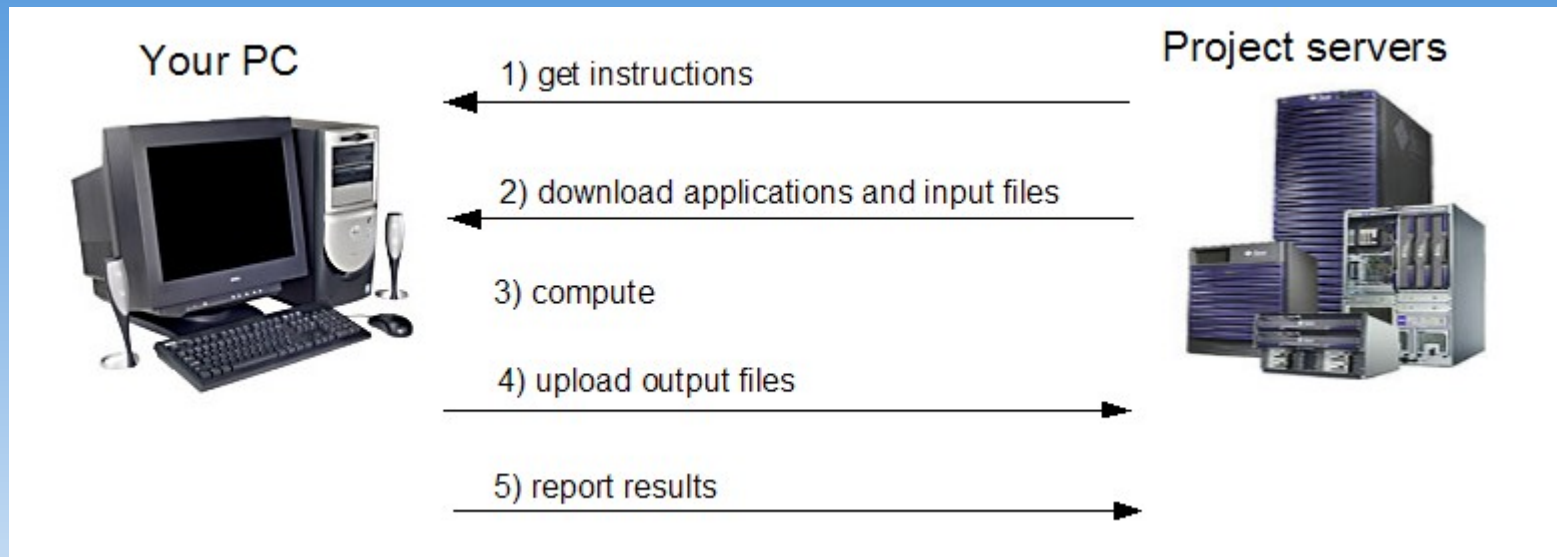 Your PC
Project servers
1) get instructions
2) download applications and input files
3) compute
4) upload output files
5) report results